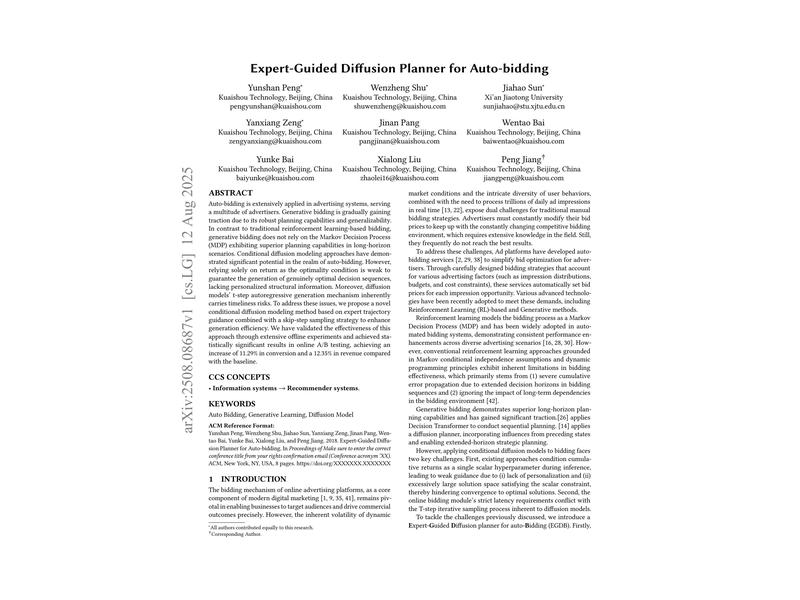 Expert-Guided Diffusion Planner for Auto-bidding
Yunshan Peng*
Kuaishou Technology, Beijing, China
pengyunshan@kuaishou.com
Wenzheng Shu*
Kuaishou Technology, Beijing, China
shuwenzheng@kuaishou.com
Jiahao Sun*
Xi'an Jiaotong University
sunjiahao@stu.xjtu.edu.cn
Yanxiang Zeng*
Kuaishou Technology, Beijing, China
zengyanxiang@kuaishou.com
Jinan Pang
Kuaishou Technology, Beijing, China
pangjinan@kuaishou.com
Wentao Bai
Kuaishou Technology, Beijing, China
baiwentao@kuaishou.com
Yunke Bai
Kuaishou Technology, Beijing, China
baiyunke@kuaishou.com
Xialong Liu
Kuaishou Technology, Beijing, China
zhaolei16@kuaishou.com
Peng Jiang†
Kuaishou Technology, Beijing, China
jiangpeng@kuaishou.com
arXiv:2508.08687v1 [cs.LG] 12 Aug 2025
ABSTRACT
Auto-bidding is extensively applied in advertising systems, serving
a multitude of advertisers. Generative bidding is gradually gaining
traction due to its robust planning capabilities and generalizability.
In contrast to traditional reinforcement learning-based bidding,
generative bidding does not rely on the Markov Decision Process
(MDP) exhibiting superior planning capabilities in long-horizon
scenarios. Conditional diffusion modeling approaches have demon-
strated significant potential in the realm of auto-bidding. However,
relying solely on return as the optimality condition is weak to
guarantee the generation of genuinely optimal decision sequences,
lacking personalized structural information. Moreover, diffusion
models' t-step autoregressive generation mechanism inherently
carries timeliness risks. To address these issues, we propose a novel
conditional diffusion modeling method based on expert trajectory
guidance combined with a skip-step sampling strategy to enhance
generation efficiency. We have validated the effectiveness of this
approach through extensive offline experiments and achieved sta-
tistically significant results in online A/B testing, achieving an
increase of 11.29% in conversion and a 12.35% in revenue compared
with the baseline.
CCS CONCEPTS
• Information systems → Recommender systems.
KEYWORDS
Auto Bidding, Generative Learning, Diffusion Model
ACM Reference Format:
Yunshan Peng, Wenzheng Shu, Jiahao Sun, Yanxiang Zeng, Jinan Pang, Wen-
tao Bai, Yunke Bai, Xialong Liu, and Peng Jiang. 2018. Expert-Guided Diffu-
sion Planner for Auto-bidding. In Proceedings of Make sure to enter the correct
conference title from your rights confirmation email (Conference acronym 'XX).
ACM, New York, NY, USA, 8 pages. https://doi.org/XXXXXXX.XXXXXXX
1 INTRODUCTION
The bidding mechanism of online advertising platforms, as a core
component of modern digital marketing [1, 9, 35, 41], remains piv-
otal in enabling businesses to target audiences and drive commercial
outcomes precisely. However, the inherent volatility of dynamic
*All authors contributed equally to this research.
†Corresponding Author.
market conditions and the intricate diversity of user behaviors,
combined with the need to process trillions of daily ad impressions
in real time [13, 22], expose dual challenges for traditional manual
bidding strategies. Advertisers must constantly modify their bid
prices to keep up with the constantly changing competitive bidding
environment, which requires extensive knowledge in the field. Still,
they frequently do not reach the best results.
To address these challenges, Ad platforms have developed auto-
bidding services [2, 29, 38] to simplify bid optimization for adver-
tisers. Through carefully designed bidding strategies that account
for various advertising factors (such as impression distributions,
budgets, and cost constraints), these services automatically set bid
prices for each impression opportunity. Various advanced technolo-
gies have been recently adopted to meet these demands, including
Reinforcement Learning (RL)-based and Generative methods.
Reinforcement learning models the bidding process as a Markov
Decision Process (MDP) and has been widely adopted in auto-
mated bidding systems, demonstrating consistent performance en-
hancements across diverse advertising scenarios [16, 28, 30]. How-
ever, conventional reinforcement learning approaches grounded
in Markov conditional independence assumptions and dynamic
programming principles exhibit inherent limitations in bidding
effectiveness, which primarily stems from (1) severe cumulative
error propagation due to extended decision horizons in bidding
sequences and (2) ignoring the impact of long-term dependencies
in the bidding environment [42].
Generative bidding demonstrates superior long-horizon plan-
ning capabilities and has gained significant traction.[26] applies
Decision Transformer to conduct sequential planning. [14] applies
a diffusion model, incorporating influences from preceding states
and enabling extended-horizon strategic planning.
However, applying conditional diffusion models to bidding faces
two key challenges. First, existing approaches condition cumula-
tive returns as a single scalar hyperparameter during inference,
leading to weak guidance due to (i) lack of personalization and (ii)
excessively large solution space satisfying the scalar constraint,
thereby hindering convergence to optimal solutions. Second, the
online bidding module's strict latency requirements conflict with
the T-step iterative sampling process inherent to diffusion models.
To tackle the challenges previously discussed, we introduce a
Expert-Guided Diffusion planner for auto-Bidding (EGDB). Firstly,